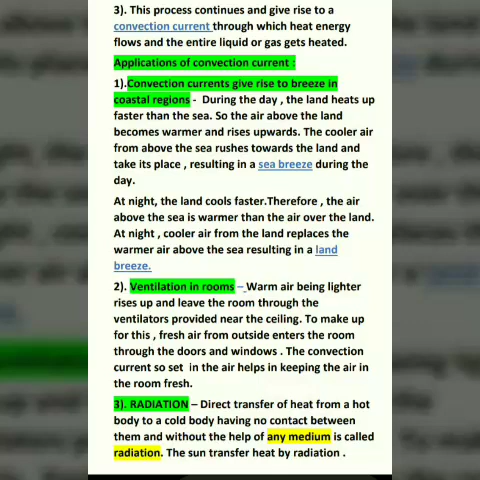 3). This process continues and give rise to a
convection current through which heat energy
flows and the entire liquid or gas gets heated.
Applications of convection current :
1).Convection currents give rise to breeze in
coastal regions - During the day , the land heats up
faster than the sea. So the air above the land
becomes warmer and rises upwards. The cooler air
from above the sea rushes towards the land and
take its place , resulting in a sea breeze during the
day.
At night, the land cools faster.Therefore , the air
above the sea is warmer than the air over the land.
At night , cooler air from the land replaces the
warmer air above the sea resulting in a land
breeze.
2). Ventilation in rooms – Warm air being lighter
rises up and leave the room through the
ventilators provided near the ceiling. To make up
for this , fresh air from outside enters the room
through the doors and windows . The convection
current so set in the air helps in keeping the air in
the room fresh.
3). RADIATION – Direct transfer of heat from a hot
body to a cold body having no contact between
them and without the help of any medium is called
radiation. The sun transfer heat by radiation .